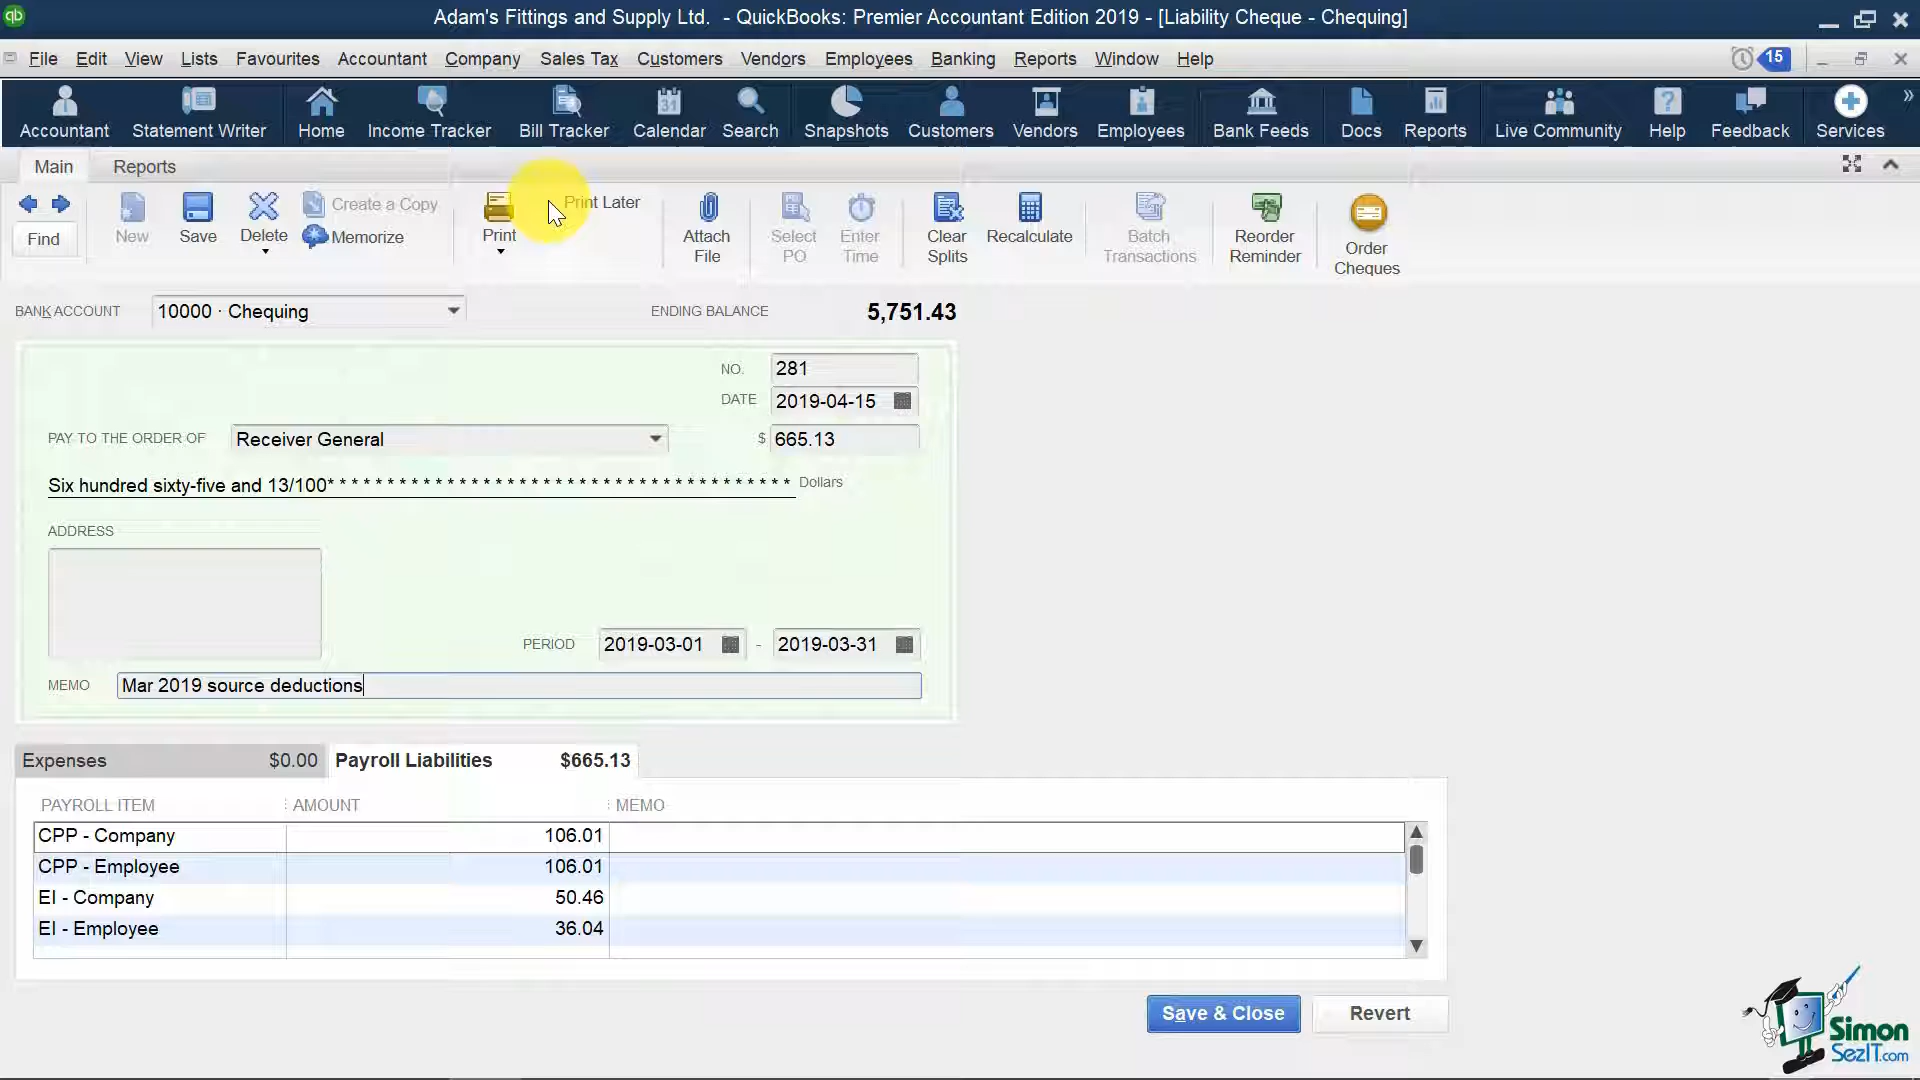 qb
Adam's Fittings and Supply Ltd. - QuickBooks: Premier Accountant Edition 2019 - [Liability Cheque - Chequing]
File Edit View Lists Favourites Accountant Company Sales Tax Customers Vendors Employees Banking Reports Window Help 15
Accountant Statement Writer Home Income Tracker Bill Tracker Calendar Search Snapshots Customers Vendors Employees Bank Feeds Docs Reports Live Community Help Feedback Services
31
Main Reports
Find New Save Delete Create a Copy Memorize Print Print Later Attach File Select PO Enter Time Clear Splits Recalculate Batch Transactions Reorder Reminder Order Cheques
BANK ACCOUNT 10000 · Chequing ENDING BALANCE 5,751.43
NO. 281
DATE 2019-04-15
PAY TO THE ORDER OF Receiver General $ 665.13
Six hundred sixty-five and 13/100* * * * * * * * * * * * * * * * * * * * * * * * * * * * * * * * * * * * * * * Dollars
ADDRESS
PERIOD 2019-03-01 - 2019-03-31
MEMO Mar 2019 source deductions
Expenses $0.00 Payroll Liabilities $665.13
PAYROLL ITEM AMOUNT MEMO
CPP - Company 106.01
CPP - Employee 106.01
EI - Company 50.46
EI - Employee 36.04
Save & Close Revert
Simon
SezIT.com